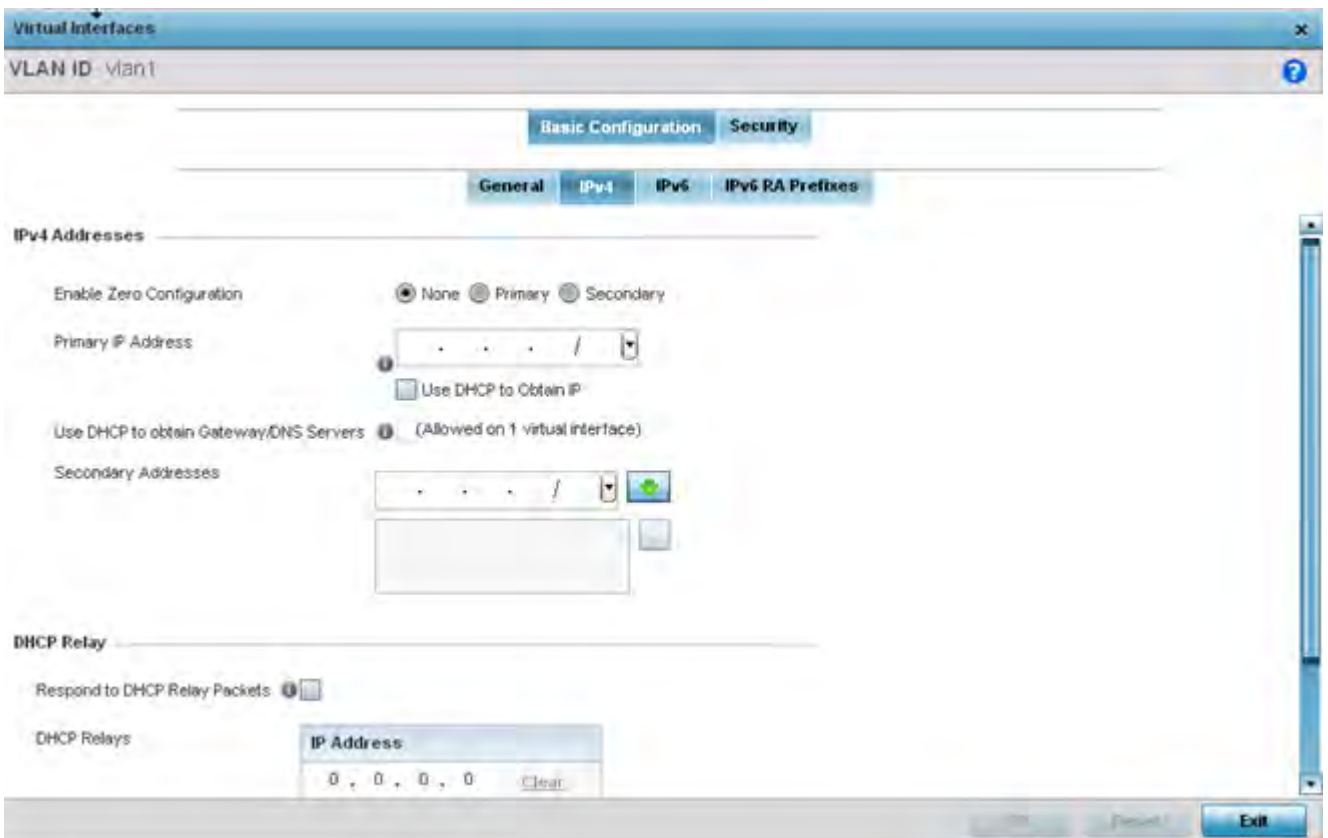 Virtual Interfaces
VLAN ID vlan1
Basic Configuration Security
General IPv4 IPv6 IPv6 RA Prefixes
IPv4 Addresses
Enable Zero Configuration None Primary Secondary
Primary IP Address . . . /
Use DHCP to Obtain IP
Use DHCP to obtain Gateway/DNS Servers (Allowed on 1 virtual interface)
Secondary Addresses . . . /
DHCP Relay
Respond to DHCP Relay Packets
DHCP Relays IP Address
0 . 0 . 0 . 0 Clear
Exit